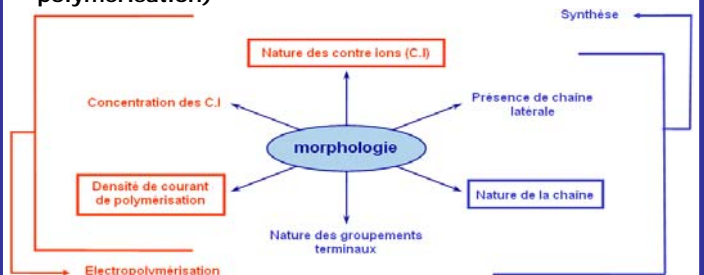 polymérisation)
Synthèse
Nature des contre ions (C.I)
Concentration des C.I
Présence de chaîne
latérale
morphologie
Densité de courant
de polymérisation
Nature de la chaîne
Nature des groupements
terminaux
Electropolymérisation